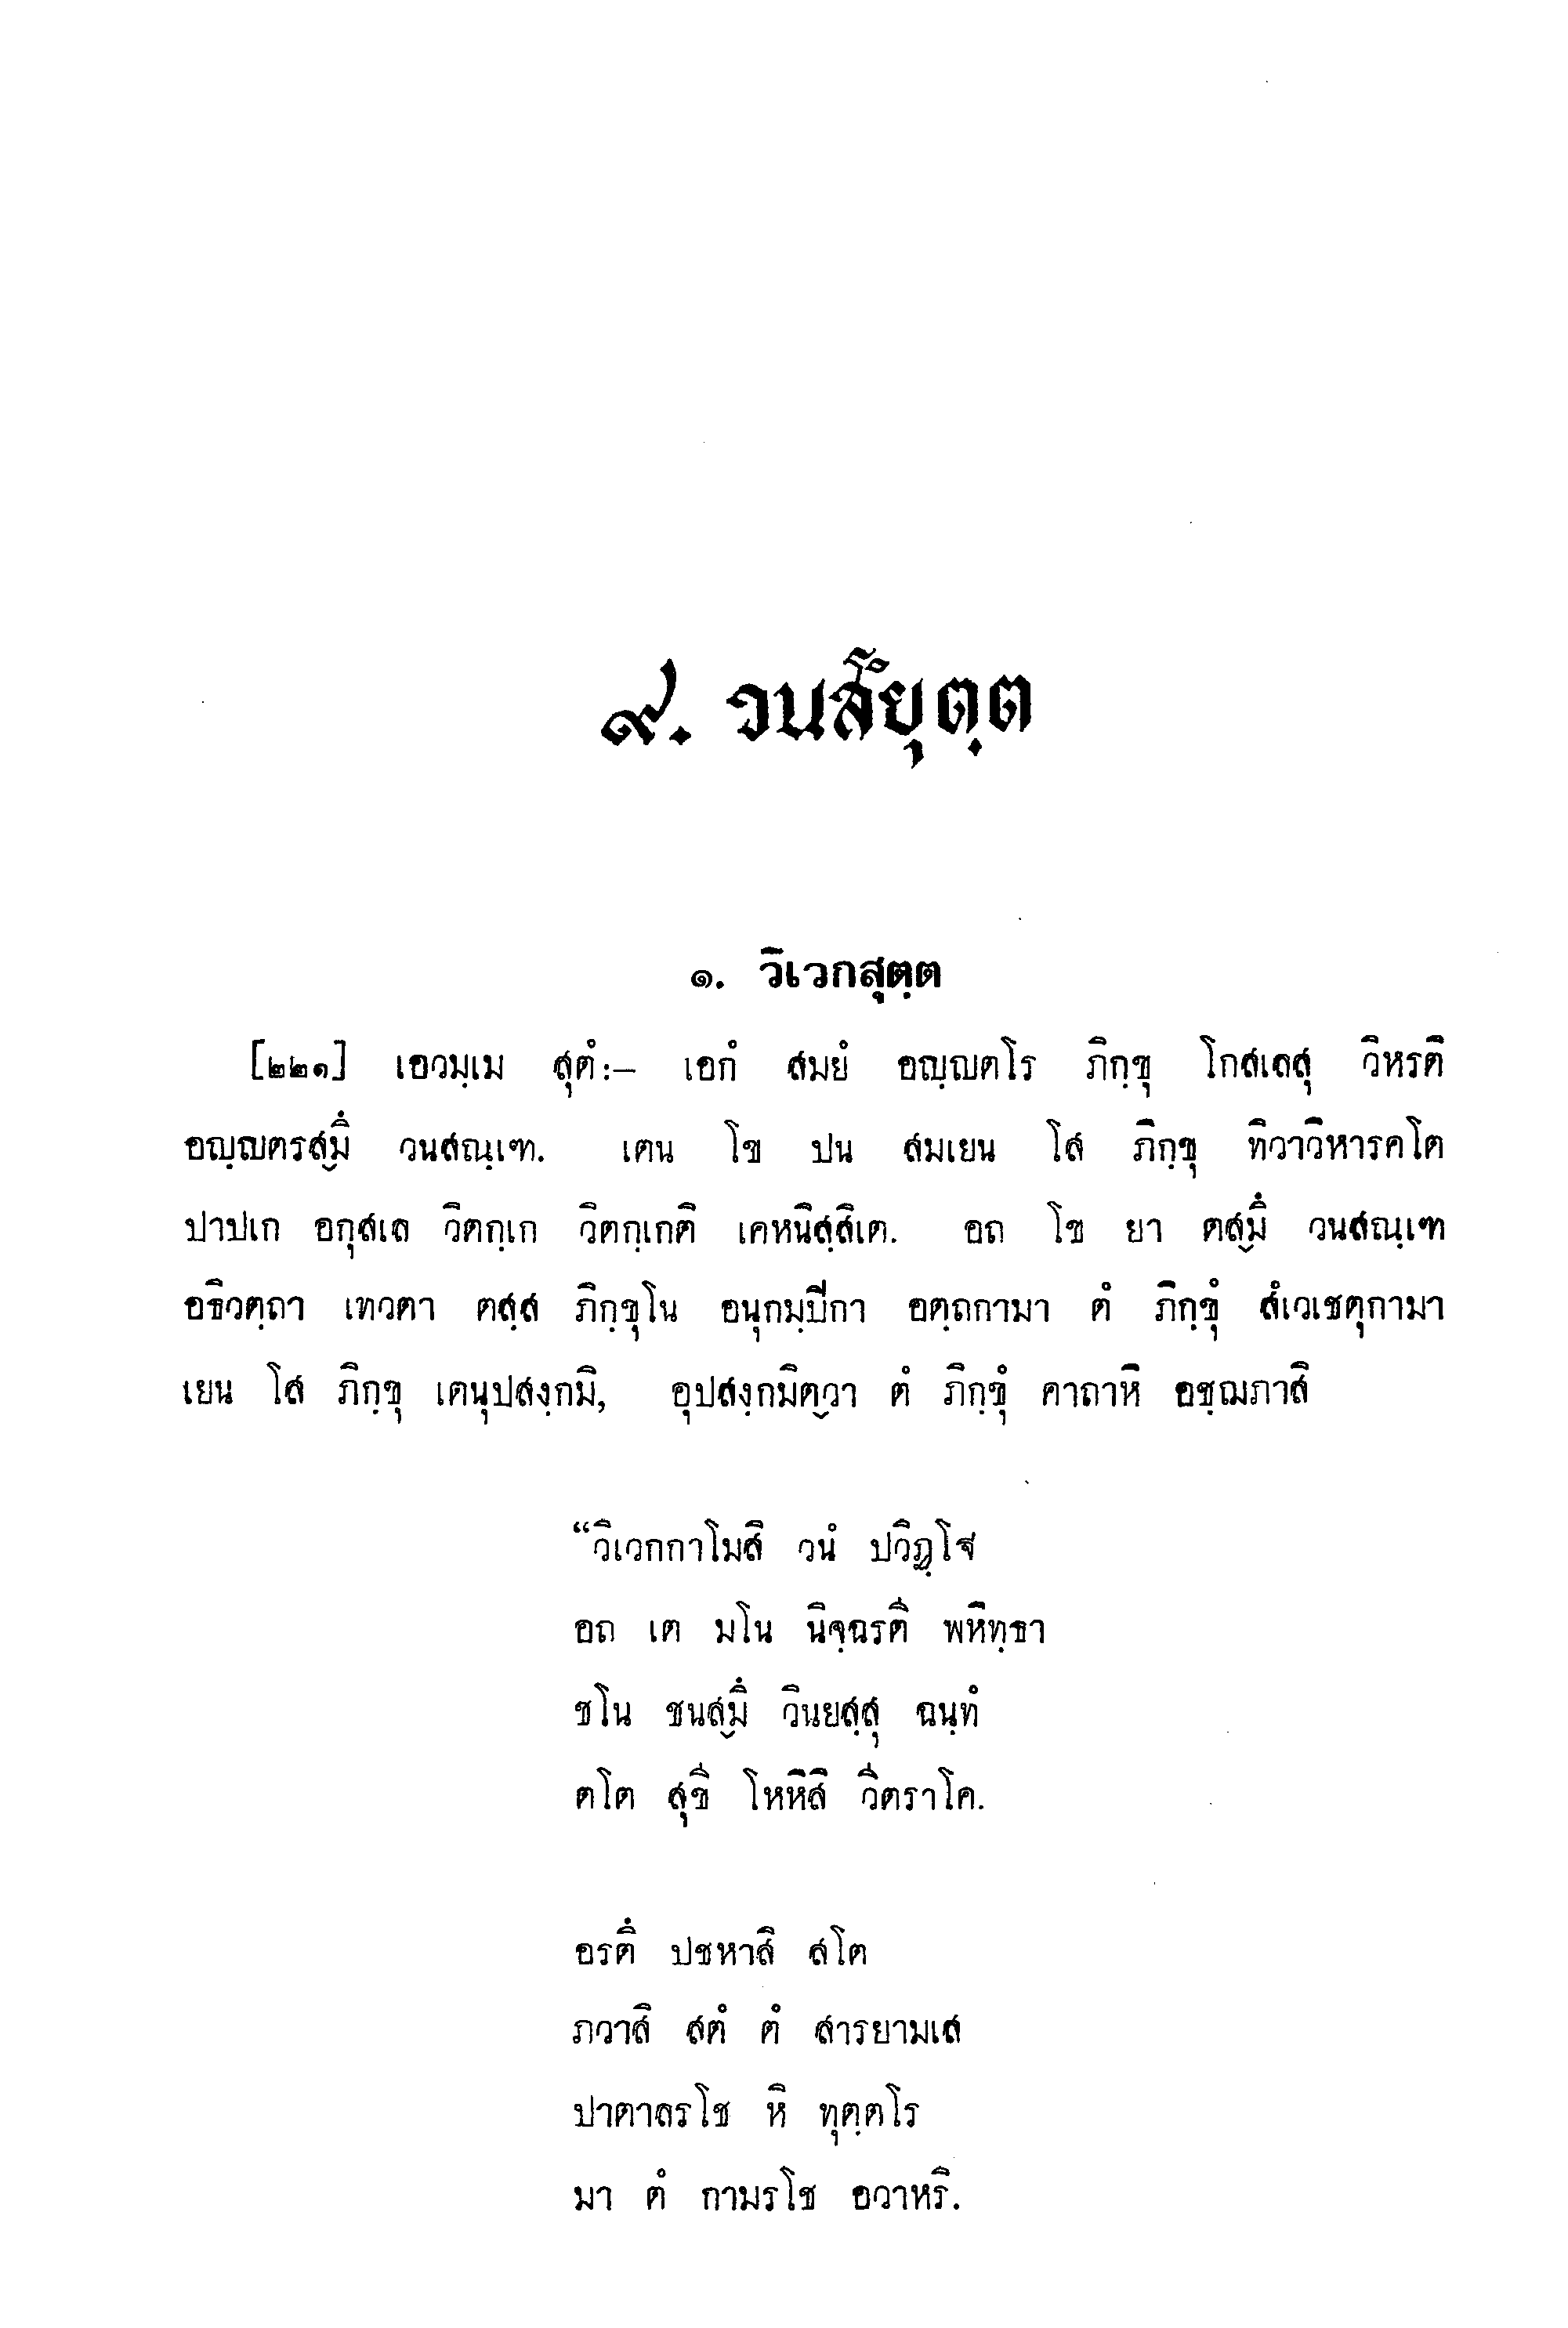 ๙. วนสํยุตฺต
๑. วิเวกสุตฺต
[๒๒๑] เอวมฺเม สุตํ:– เอกํ สมยํ อญฺญตโร ภิกฺขุ โกสเลสุ วิหรติ
อญฺญตรสฺมิํ วนสณฺเฑ. เตน โข ปน สมเยน โส ภิกฺขุ ทิวาวิหารคโต
ปาปเก อกุสเล วิตกฺเก วิตกฺเกติ เคหนิสฺสิเต. อถ โข ยา ตสฺมิํ วนสณฺเฑ
อธิวตฺถา เทวตา ตสฺส ภิกฺขุโน อนุกมฺปิกา อตฺถกามา ตํ ภิกฺขุํ สํเวเชตุกามา
เยน โส ภิกฺขุ เตนุปสงฺกมิ, อุปสงฺกมิตฺวา ตํ ภิกฺขุํ คาถาหิ อชฺฌภาสิ
“วิเวกกาโมสิ วนํ ปวิฏฺโฐ
อถ เต มโน นิจฺฉรตี พหิทฺธา
ชโน ชนสฺมิํ วินยสฺสุ ฉนฺทํ
ตโต สุขี โหหิสิ วีตราโค.
อรติํ ปชหาสิ สโต
ภวาสิ สตํ ตํ สารยามเส
ปาตาลรโช หิ ทุตฺตโร
มา ตํ กามรโช อวาหริ.